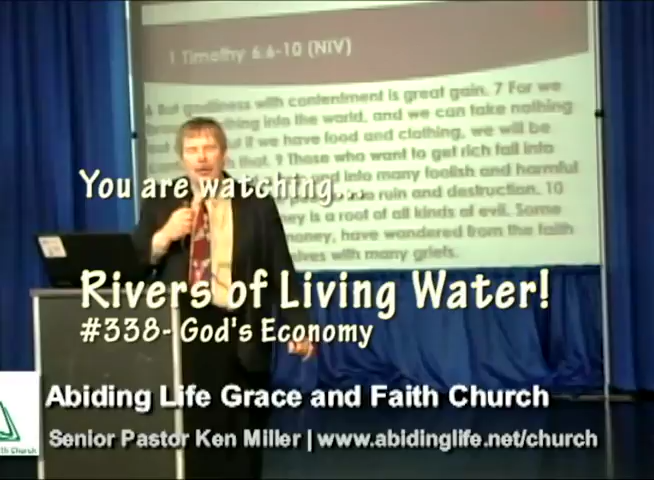 1 Timothy 6:6-10 (NIV)
6 But godliness with contentment is great gain. 7 For we
nothing into the world, and we can take nothing
if we have food and clothing, we will be
that. 9 Those who want to get rich fall into
into many foolish and harmful
ruin and destruction. 10
is a root of all kinds of evil. Some
money, have wandered from the faith
with many griefs.
You are watching...
Rivers of Living Water!
#338- God's Economy
Abiding Life Grace and Faith Church
Senior Pastor Ken Miller | www.abidinglife.net/church